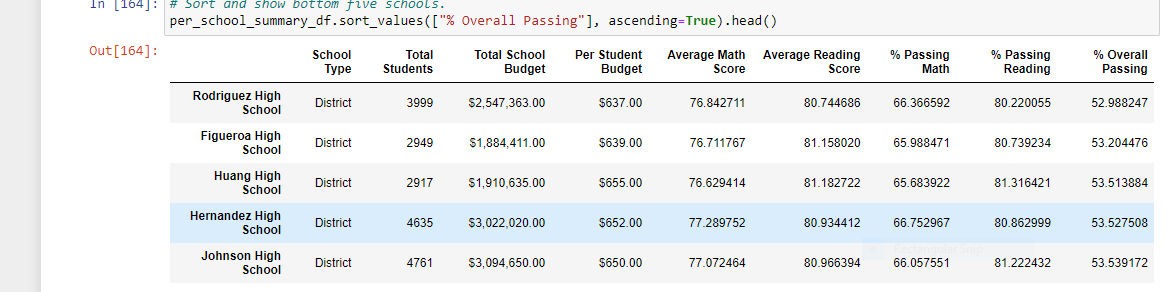 In [164]: # Sort and show bottom five schools.
per_school_summary_df.sort_values(["% Overall Passing"], ascending=True).head()
Out[164]:
School Type Total Students Total School Budget Per Student Budget Average Math Score Average Reading Score % Passing Math % Passing Reading % Overall Passing
Rodriguez High School District 3999 $2,547,363.00 $637.00 76.842711 80.744686 66.366592 80.220055 52.988247
Figueroa High School District 2949 $1,884,411.00 $639.00 76.711767 81.158020 65.988471 80.739234 53.204476
Huang High School District 2917 $1,910,635.00 $655.00 76.629414 81.182722 65.683922 81.316421 53.513884
Hernandez High School District 4635 $3,022,020.00 $652.00 77.289752 80.934412 66.752967 80.862999 53.527508
Johnson High School District 4761 $3,094,650.00 $650.00 77.072464 80.966394 66.057551 81.222432 53.539172